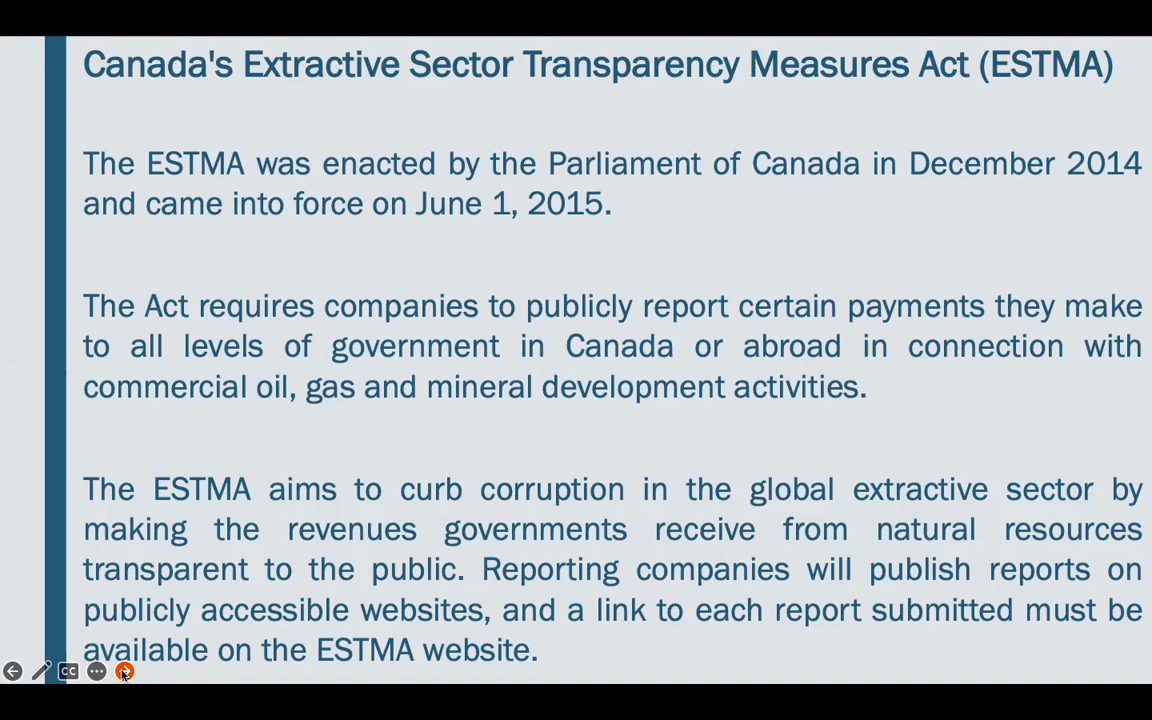 Canada's Extractive Sector Transparency Measures Act (ESTMA)
The ESTMA was enacted by the Parliament of Canada in December 2014
and came into force on June 1, 2015.
The Act requires companies to publicly report certain payments they make
to all levels of government in Canada or abroad in connection with
commercial oil, gas and mineral development activities.
The ESTMA aims to curb corruption in the global extractive sector by
making the revenues governments receive from natural resources
transparent to the public. Reporting companies will publish reports on
publicly accessible websites, and a link to each report submitted must be
available on the ESTMA website.
CC